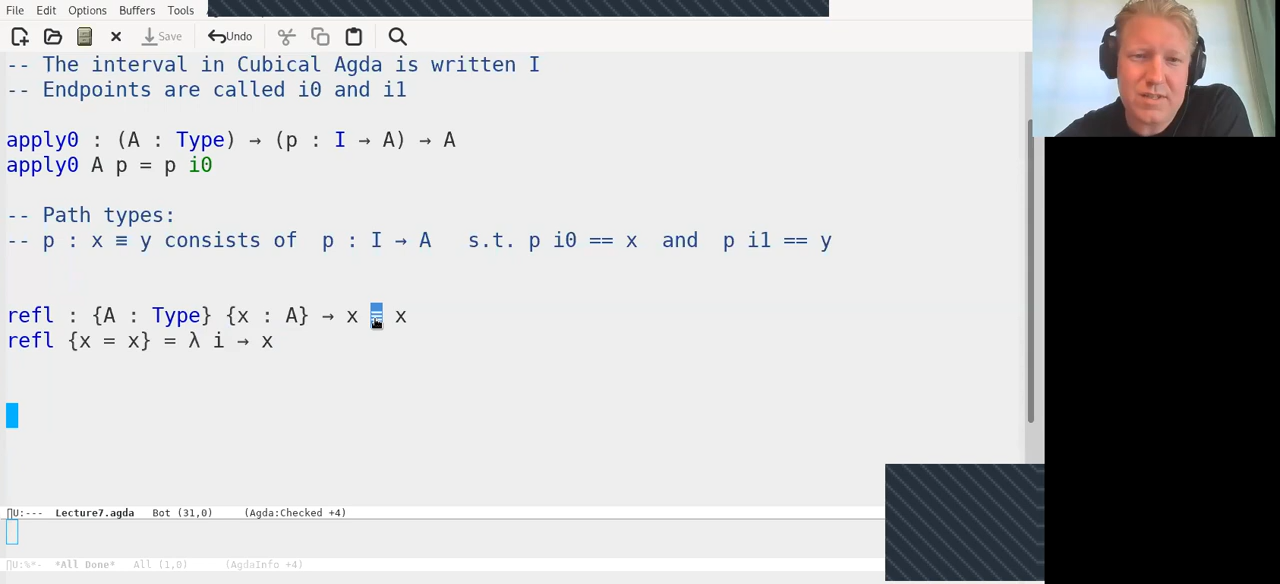 File Edit Options Buffers Tools
Save Undo
-- The interval in Cubical Agda is written I
-- Endpoints are called i0 and i1
apply0 : (A : Type) → (p : I → A) → A
apply0 A p = p i0
-- Path types:
-- p : x ≡ y consists of p : I → A s.t. p i0 == x and p i1 == y
refl : {A : Type} {x : A} → x ≡ x
refl {x = x} = λ i → x
U:--- Lecture7.agda Bot (31,0) (Agda:Checked +4)
U:%*- *All Done* All (1,0) (AgdaInfo +4)